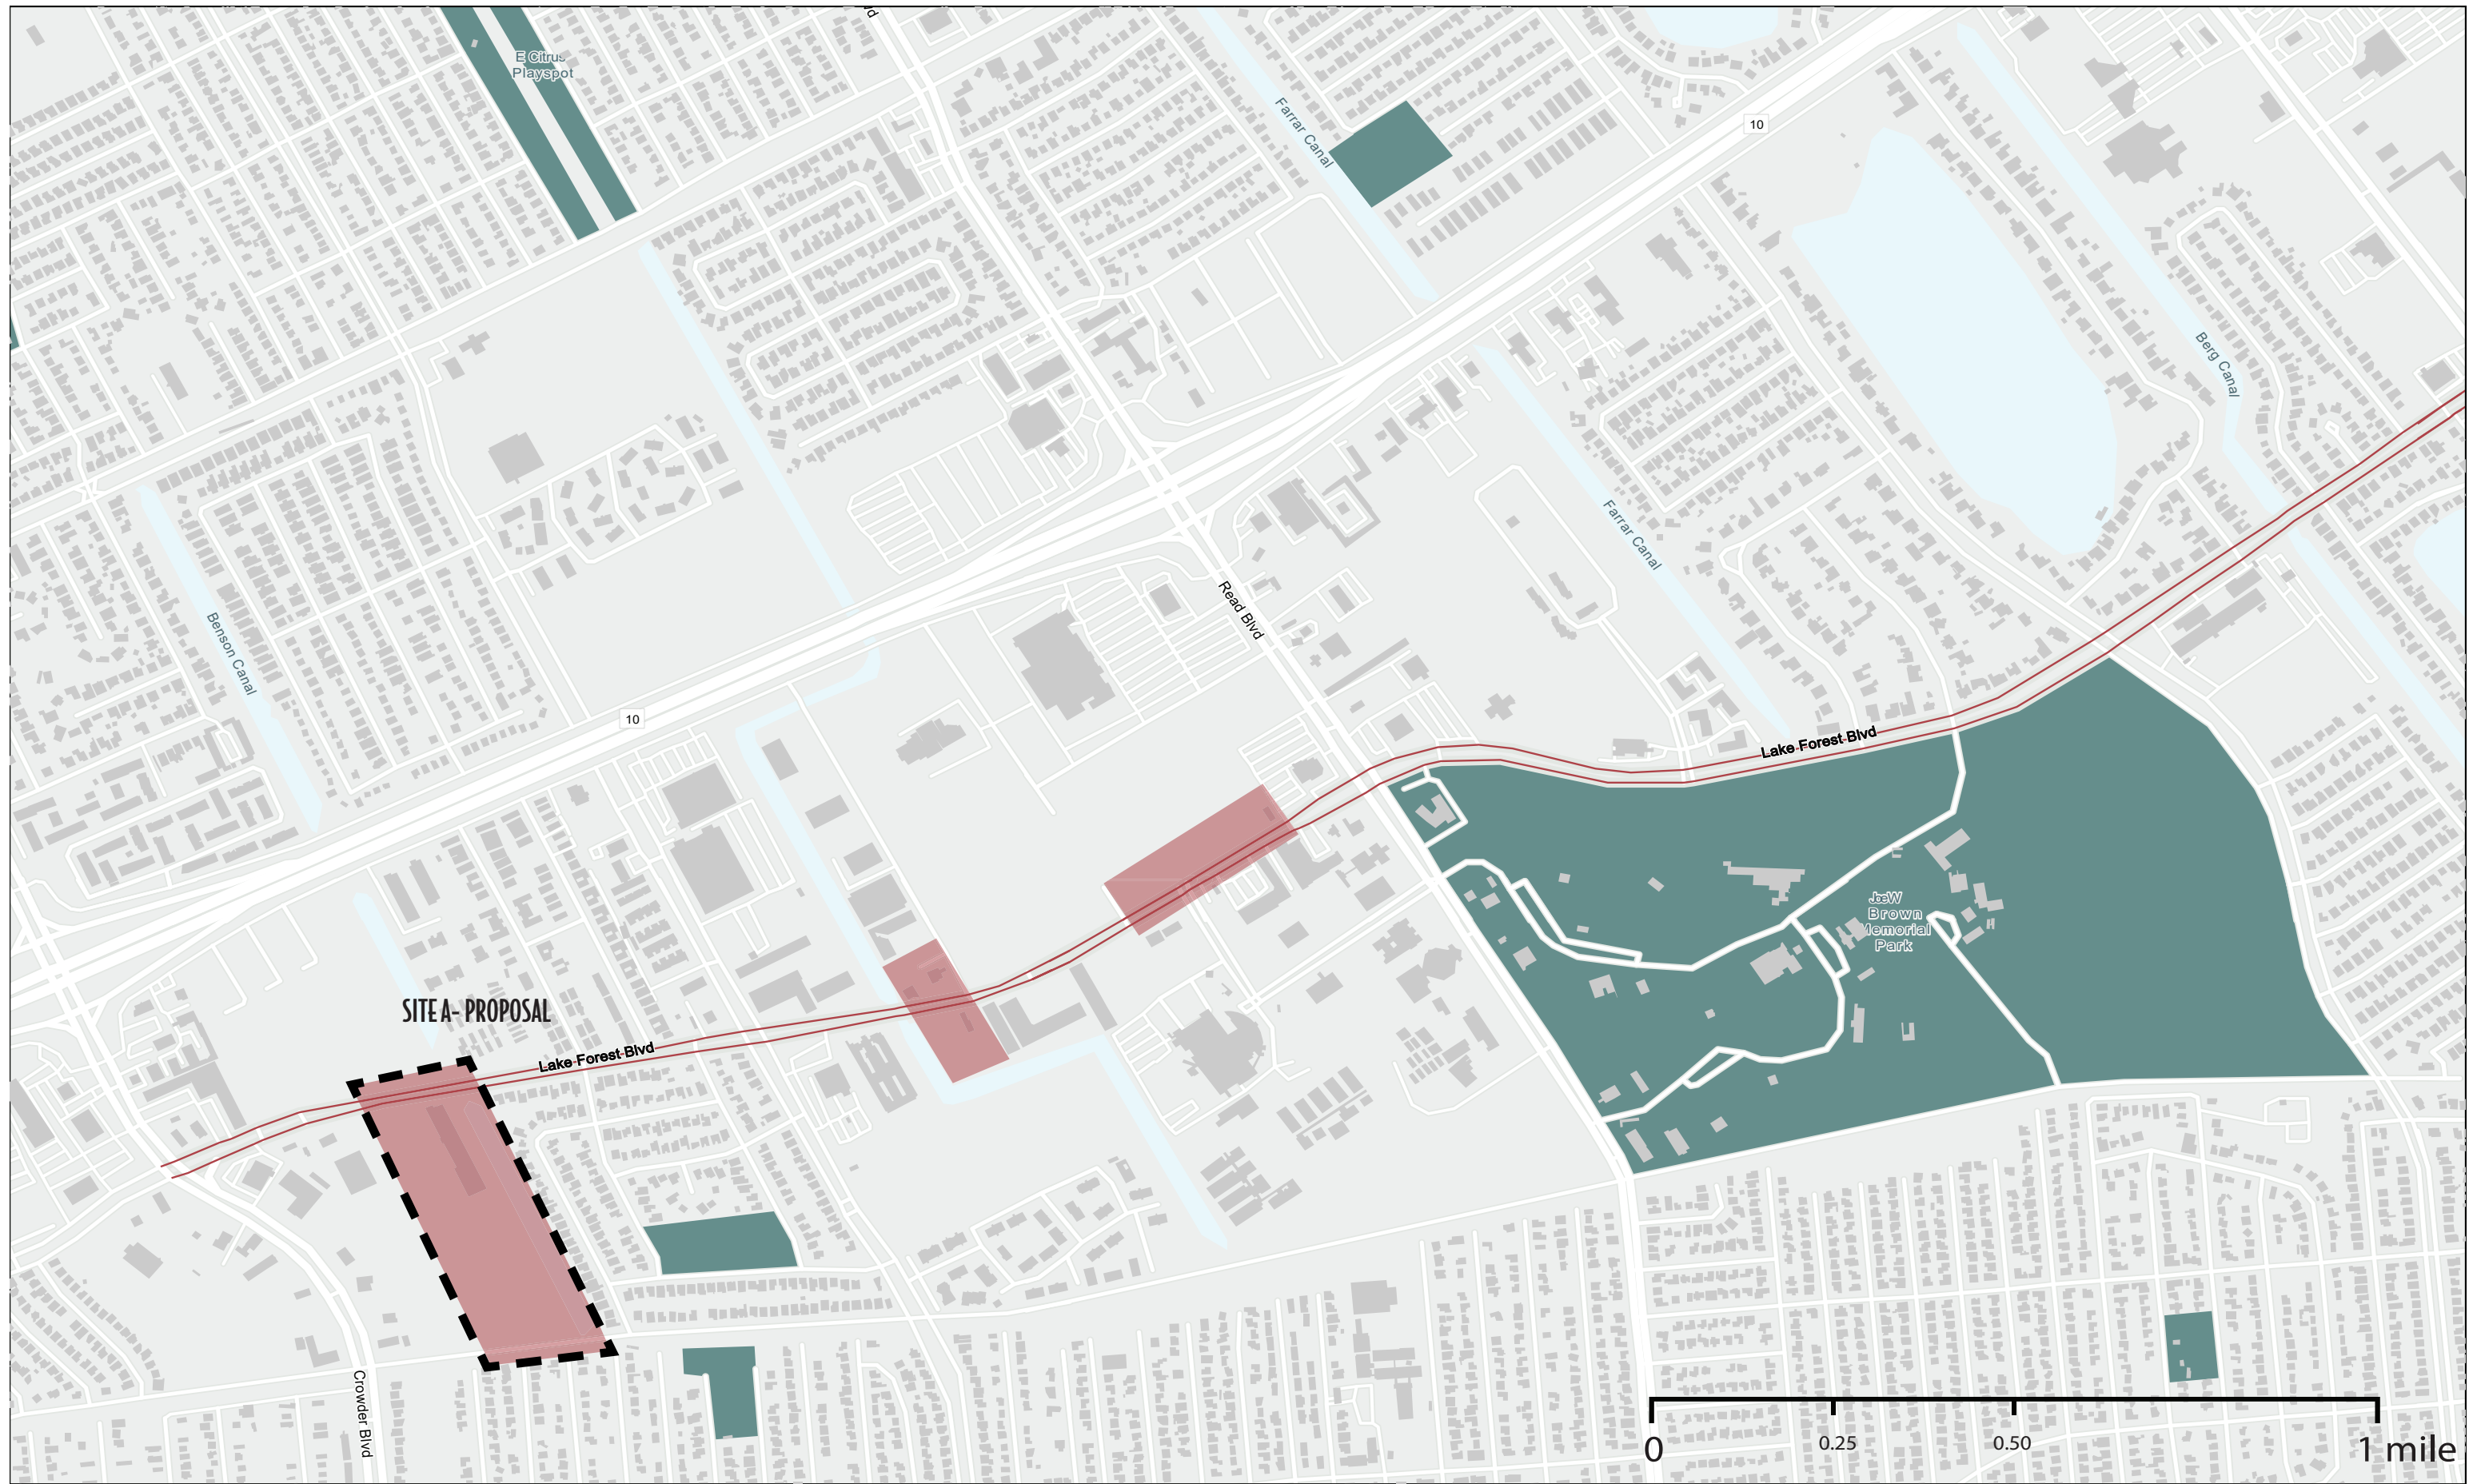 E Citrus
Playspot
Farrar Canal
10
Berg Canal
Farrar Canal
Read Blvd
Benson Canal
10
Lake Forest Blvd
Brown
Memorial
Park
SITE A- PROPOSAL
Lake Forest Blvd
Crowder Blvd
0
0.25
0.50
1 mile